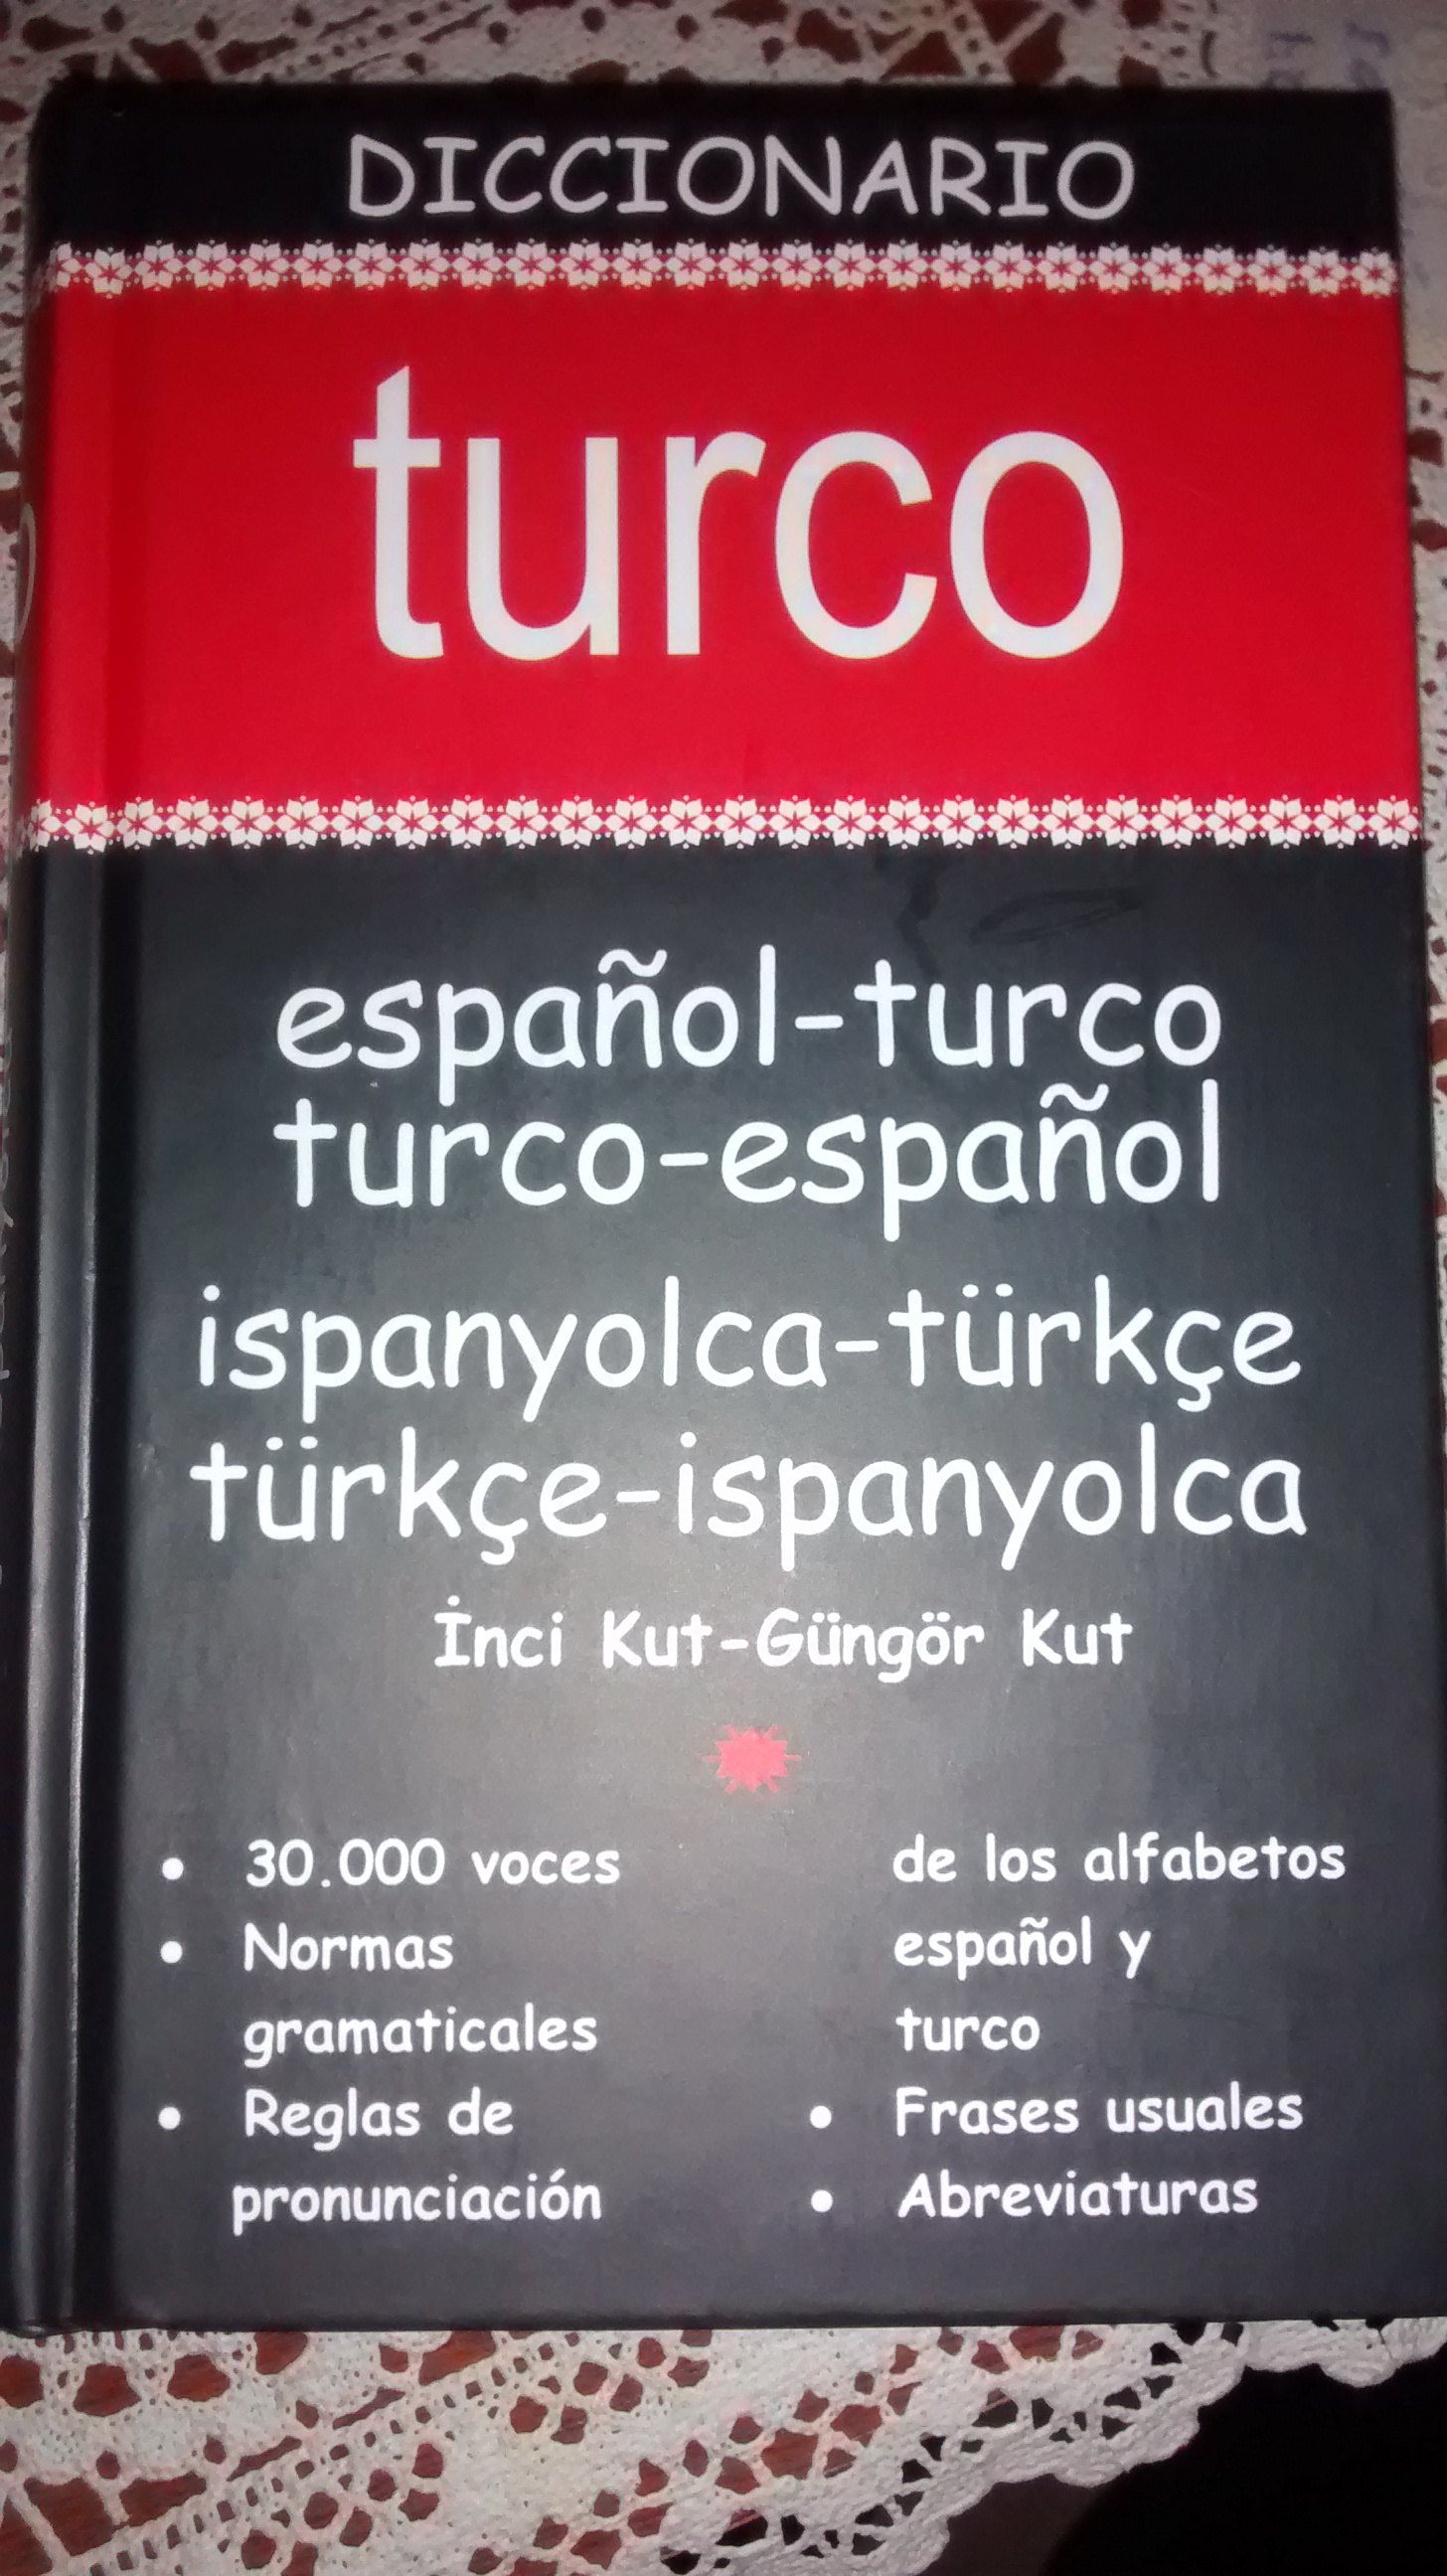 DICCIONARIO
turco
español-turco
turco-español
ispanyolca-türkçe
türkçe-ispanyolca
İnci Kut-Güngör Kut
• 30.000 voces
• Normas
gramaticales
• Reglas de
pronunciación
de los alfabetos
español y
turco
• Frases usuales
• Abreviaturas